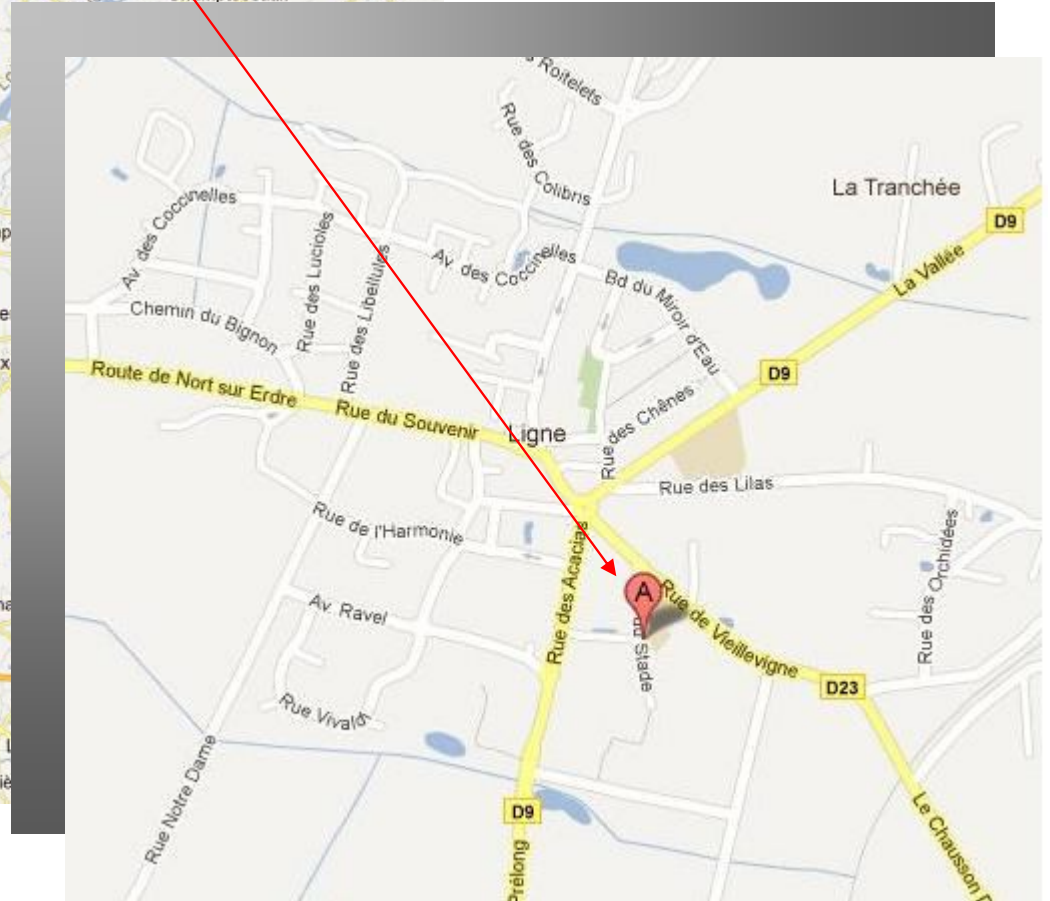 Roitelets
Rue des Colibris
La Tranchée
D9
Av des Coccinelles
Rue des Lucioles
Rue des Libellules
Av des Coccinelles
Bd du Miroir d'Eau
La Vallée
Chemin du Bignon
D9
Route de Nort sur Erdre
Rue du Souvenir
Ligne
Rue des Chênes
Rue des Lilas
Rue de l'Harmonie
Rue des Acacias
Rue des Orchidées
A
Rue de Vieillevigne
du Stade
Av Ravel
D23
Rue Vivaldi
Rue Notre Dame
D9
Prélong
Le Chausson